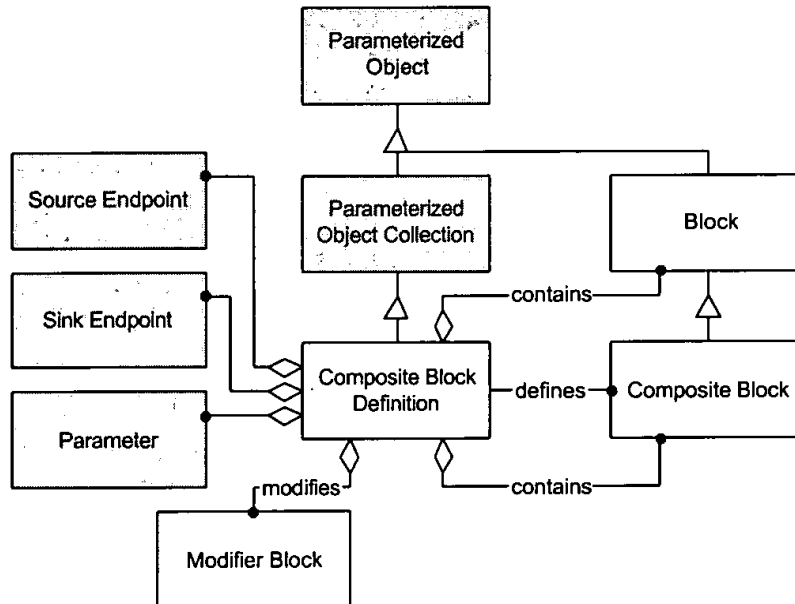 Parameterized
Object
Source Endpoint
Parameterized
Object Collection
Block
Sink Endpoint
contains
Composite Block
Definition
defines
Composite Block
Parameter
modifies
contains
Modifier Block